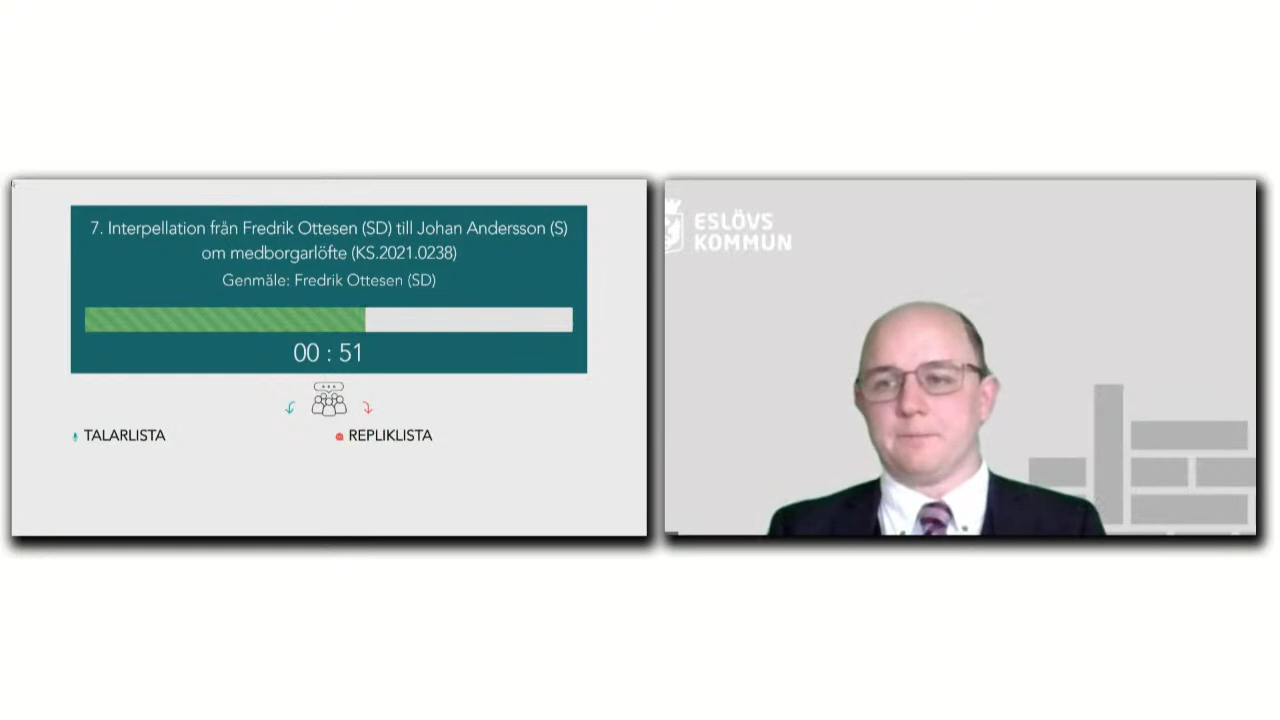 7. Interpellation från Fredrik Ottesen (SD) till Johan Andersson (S)
om medborgarlöfte (KS.2021.0238)
Genmäle: Fredrik Ottesen (SD)
00 : 51
TALARLISTA
REPLIKLISTA
ESLÖVS
KOMMUN